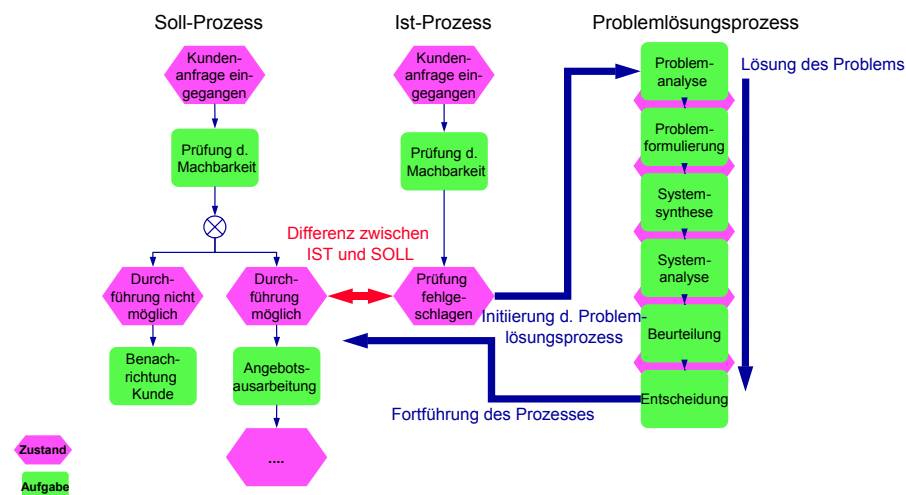 Soll-Prozess
Ist-Prozess
Problemlösungsprozess
Kunden-
anfrage ein-
gegangen
Prüfung d.
Machbarkeit
Durch-
führung nicht
möglich
Durch-
führung
möglich
Benach-
richtung
Kunde
Angebots-
ausarbeitung
....
Kunden-
anfrage ein-
gegangen
Prüfung d.
Machbarkeit
Differenz zwischen
IST und SOLL
Prüfung
fehlge-
schlagen
Initiierung d. Problem-
lösungsprozess
Fortführung des Prozesses
Problem-
analyse
Problem-
formulierung
System-
synthese
System-
analyse
Beurteilung
Entscheidung
Lösung des Problems
Zustand
Aufgabe